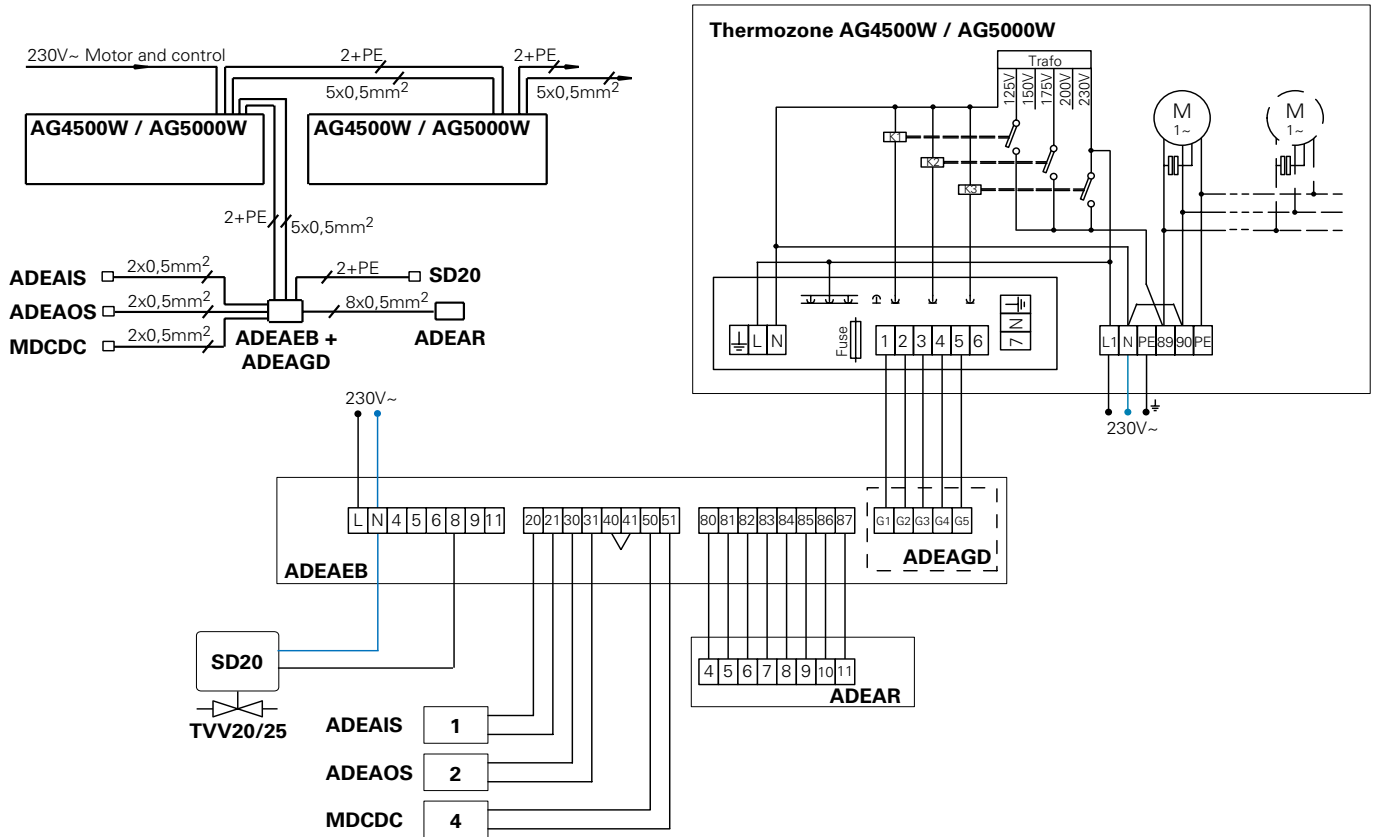 Thermozone AG4500W / AG5000W
230V~ Motor and control
2+PE
2+PE
5x0,5mm2
5x0,5mm2
AG4500W / AG5000W
AG4500W / AG5000W
2+PE
5x0,5mm2
ADEAIS
2x0,5mm2
2+PE
SD20
ADEAOS
2x0,5mm2
8x0,5mm2
MDCDC
2x0,5mm2
ADEAEB +
ADEAGD
ADEAR
Trafo
125V
150V
175V
200V
230V
M
1~
M
1~
K1
K2
K3
L N
Fuse
1 2 3 4 5 6
7 N
L1 N PE 89 90 PE
230V~
230V~
L N 4 5 6 8 9 11
20 21 30 31 40 41 50 51
80 81 82 83 84 85 86 87
G1 G2 G3 G4 G5
ADEAGD
ADEAEB
SD20
TVV20/25
4 5 6 7 8 9 10 11
ADEAR
ADEAIS 1
ADEAOS 2
MDCDC 4